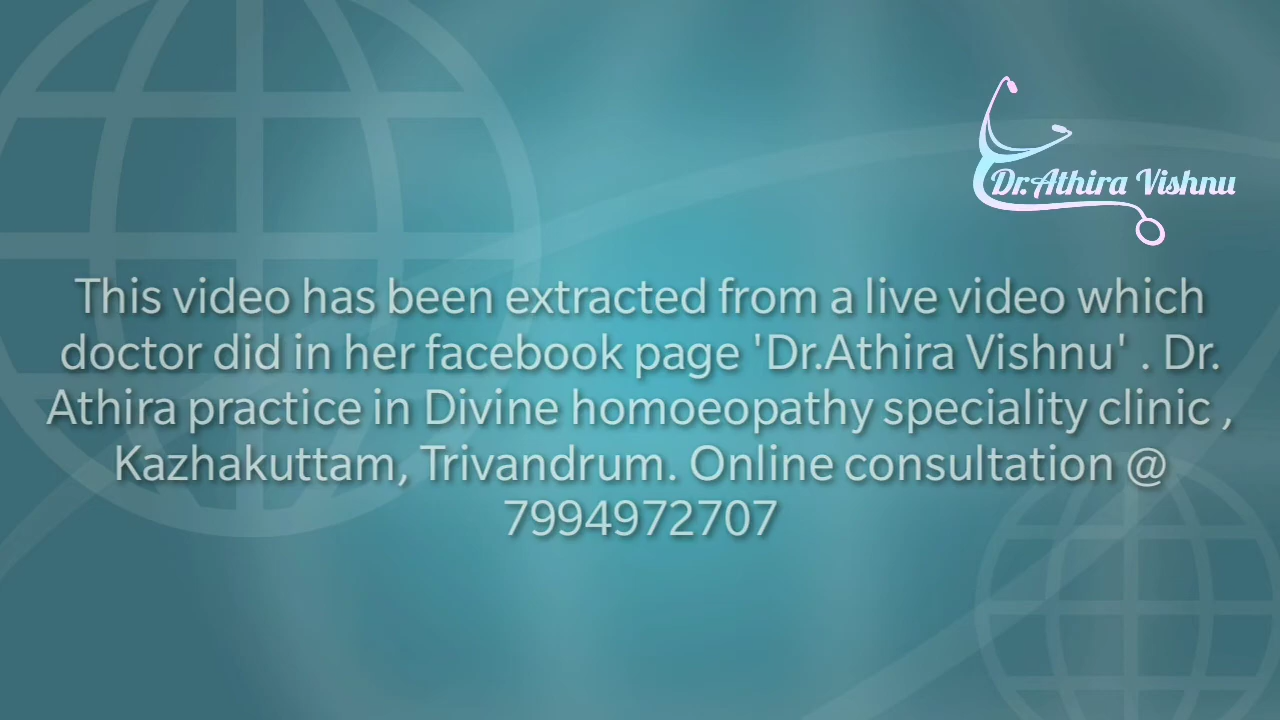 Dr.Athira Vishnu
This video has been extracted from a live video which
doctor did in her facebook page 'Dr.Athira Vishnu' . Dr.
Athira practice in Divine homoeopathy speciality clinic ,
Kazhakuttam, Trivandrum. Online consultation @
7994972707